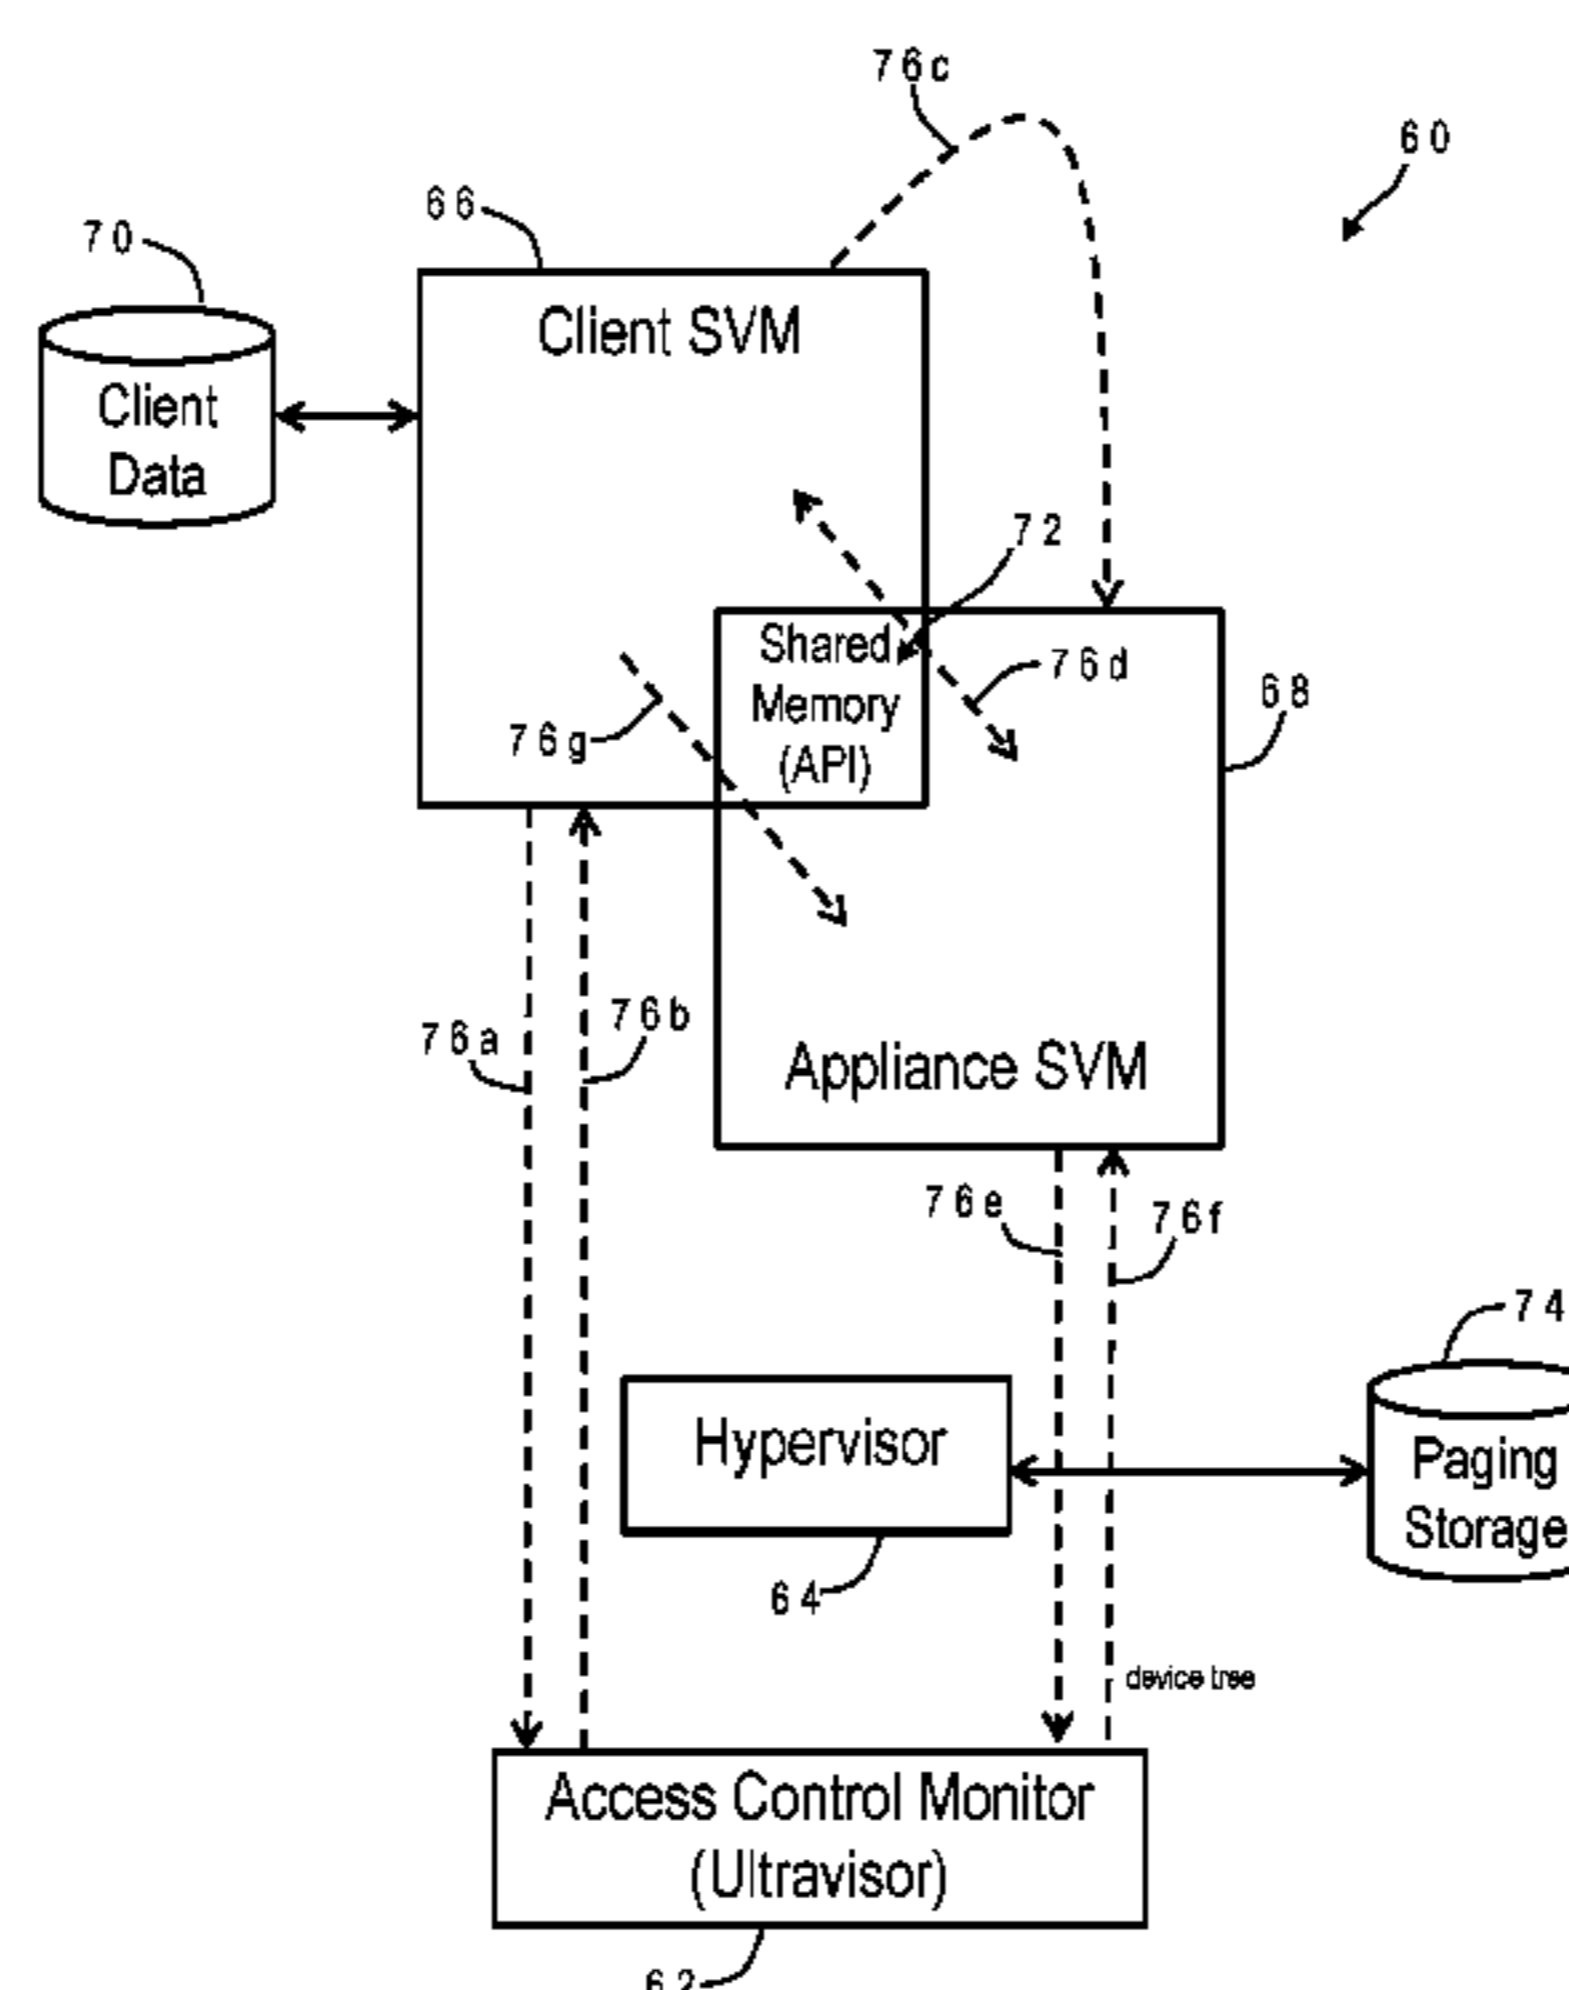 76c
60
66
70
Client SVM
Client
Data
72
Shared
Memory
(API)
76d
68
76g
76a
76b
Appliance SVM
76e
76f
74
Hypervisor
Paging
Storage
64
device tree
Access Control Monitor
(Ultravisor)
62